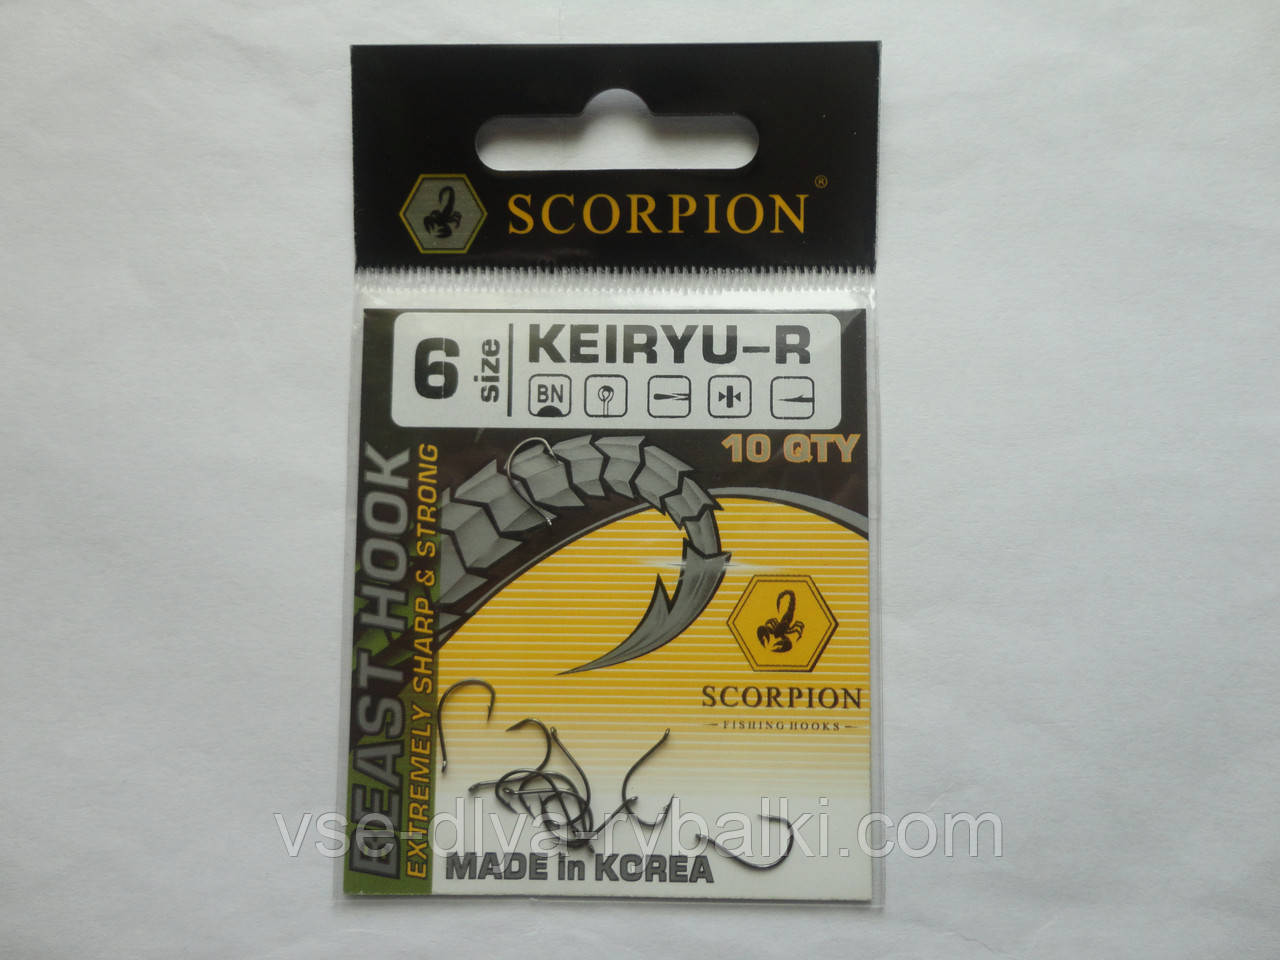 SCORPION®
6 size
KEIRYU-R
BN
10 QTY
BEAST HOOK
EXTREMELY SHARP & STRONG
SCORPION
FISHING HOOKS
vse-dlya-rybalki.com
MADE in KOREA